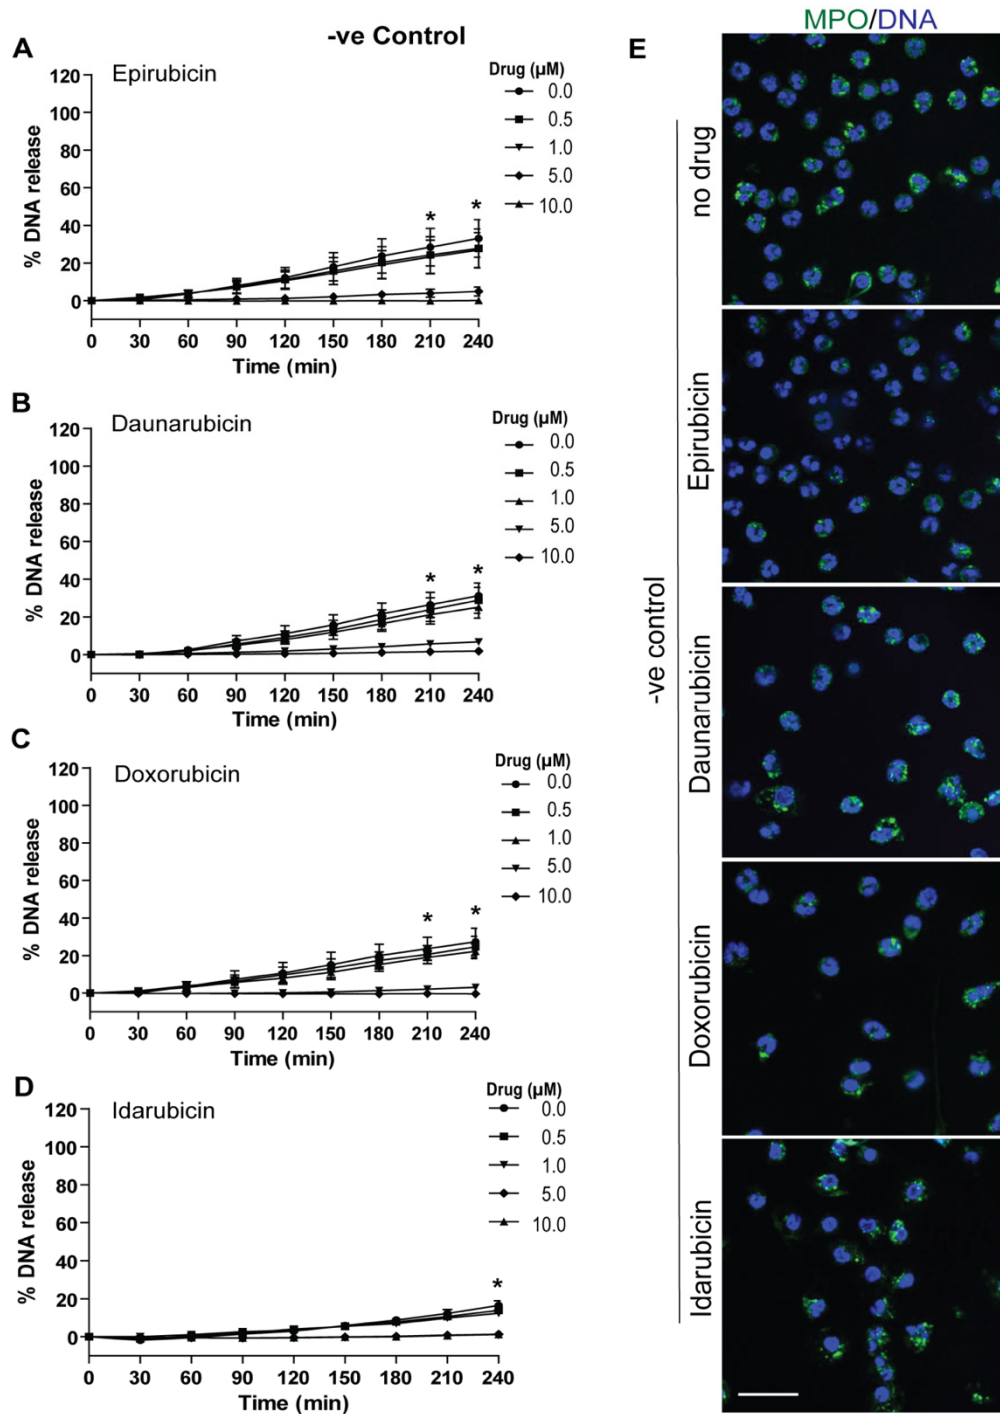 -ve Control
A
Epirubicin
% DNA release
120
100
80
60
40
20
0
* *
0 30 60 90 120 150 180 210 240
Time (min)
Drug (µM)
0.0
0.5
1.0
5.0
10.0
B
Daunarubicin
% DNA release
120
100
80
60
40
20
0
* *
0 30 60 90 120 150 180 210 240
Time (min)
Drug (µM)
0.0
0.5
1.0
5.0
10.0
C
Doxorubicin
% DNA release
120
100
80
60
40
20
0
* *
0 30 60 90 120 150 180 210 240
Time (min)
Drug (µM)
0.0
0.5
1.0
5.0
10.0
D
Idarubicin
% DNA release
120
100
80
60
40
20
0
*
0 30 60 90 120 150 180 210 240
Time (min)
Drug (µM)
0.0
0.5
1.0
5.0
10.0
E
MPO/DNA
-ve control
no drug
Epirubicin
Daunarubicin
Doxorubicin
Idarubicin